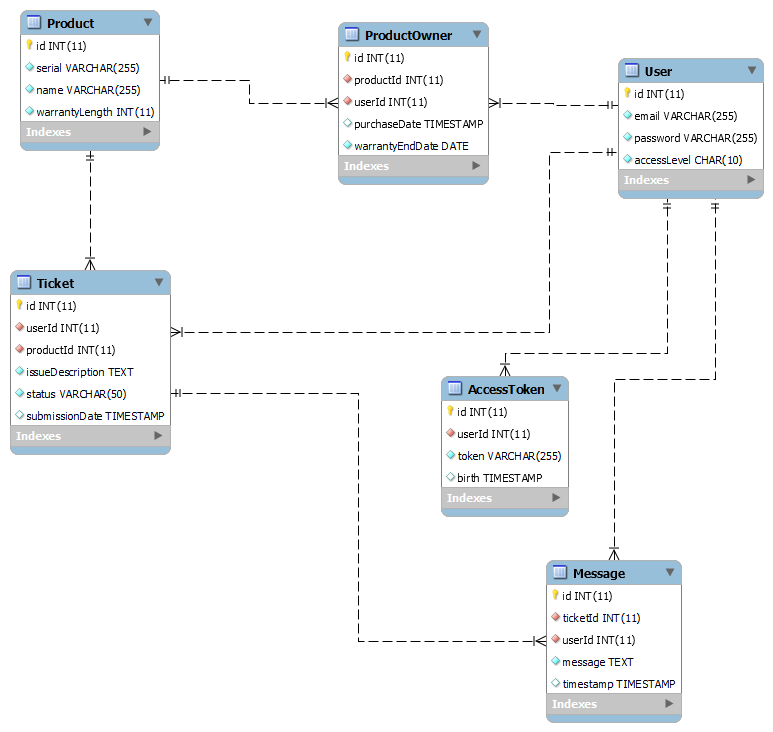 Product
id INT(11)
serial VARCHAR(255)
name VARCHAR(255)
warrantyLength INT(11)
Indexes
ProductOwner
id INT(11)
productId INT(11)
userId INT(11)
purchaseDate TIMESTAMP
warrantyEndDate DATE
Indexes
User
id INT(11)
email VARCHAR(255)
password VARCHAR(255)
accessLevel CHAR(10)
Indexes
Ticket
id INT(11)
userId INT(11)
productId INT(11)
issueDescription TEXT
status VARCHAR(50)
submissionDate TIMESTAMP
Indexes
AccessToken
id INT(11)
userId INT(11)
token VARCHAR(255)
birth TIMESTAMP
Indexes
Message
id INT(11)
ticketId INT(11)
userId INT(11)
message TEXT
timestamp TIMESTAMP
Indexes